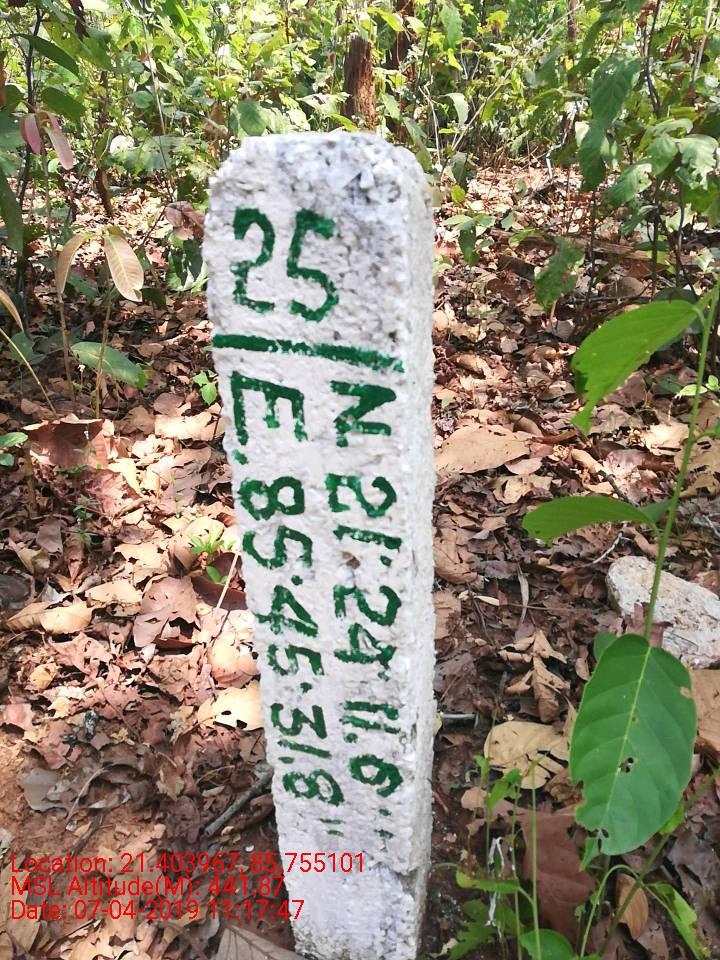 25
N 21·24·11.6"
E. 85·45·31.8"
Location: 21.403967,85.755101
MSL Altitude(M): 441.87
Date: 07-04-2019 11:17:47